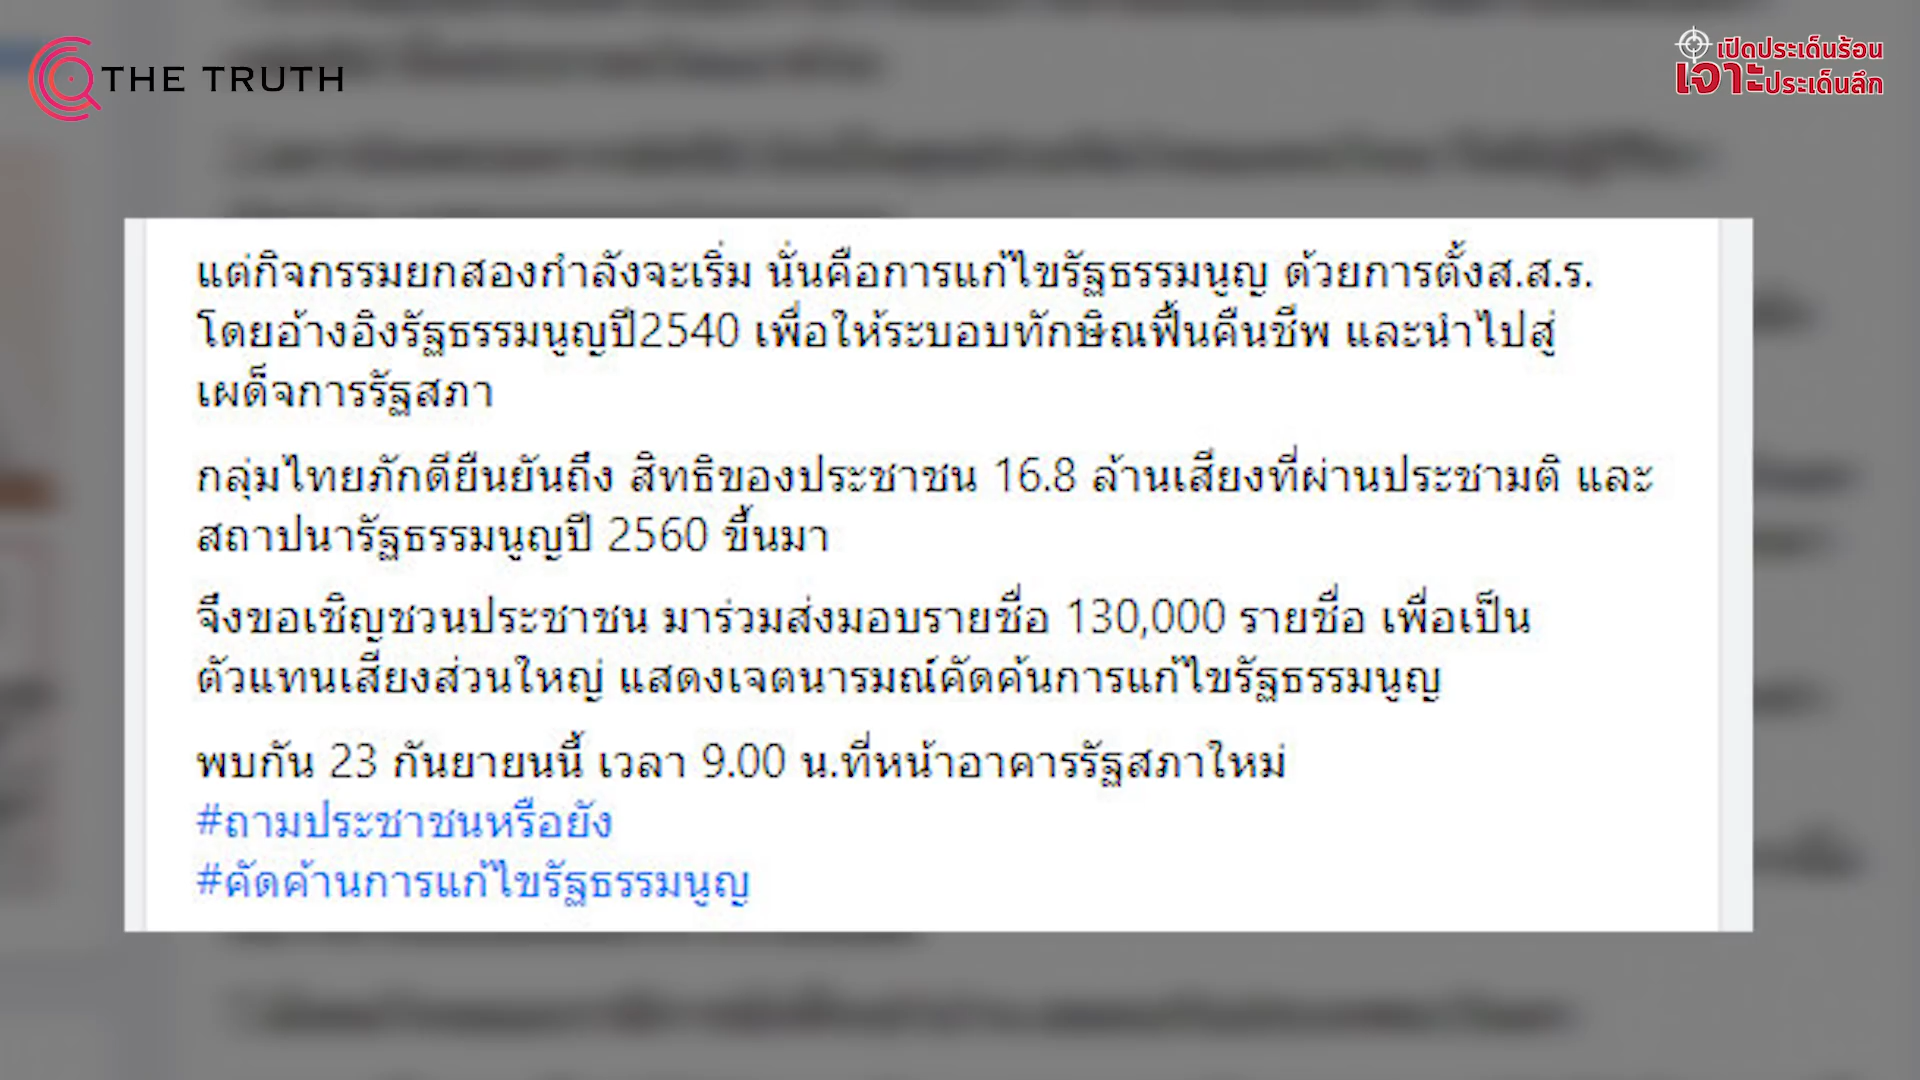 THE TRUTH
เปิดประเด็นร้อน
เจาะประเด็นลึก
แต่กิจกรรมยกสองกำลังจะเริ่ม นั่นคือการแก้ไขรัฐธรรมนูญ ด้วยการตั้งส.ส.ร.
โดยอ้างอิงรัฐธรรมนูญปี2540 เพื่อให้ระบอบทักษิณฟื้นคืนชีพ และนำไปสู่
เผด็จการรัฐสภา
กลุ่มไทยภักดียืนยันถึง สิทธิของประชาชน 16.8 ล้านเสียงที่ผ่านประชามติ และ
สถาปนารัฐธรรมนูญปี 2560 ขึ้นมา
จึงขอเชิญชวนประชาชน มาร่วมส่งมอบรายชื่อ 130,000 รายชื่อ เพื่อเป็น
ตัวแทนเสียงส่วนใหญ่ แสดงเจตนารมณ์คัดค้นการแก้ไขรัฐธรรมนูญ
พบกัน 23 กันยายนนี้ เวลา 9.00 น.ที่หน้าอาคารรัฐสภาใหม่
#ถามประชาชนหรือยัง
#คัดค้านการแก้ไขรัฐธรรมนูญ